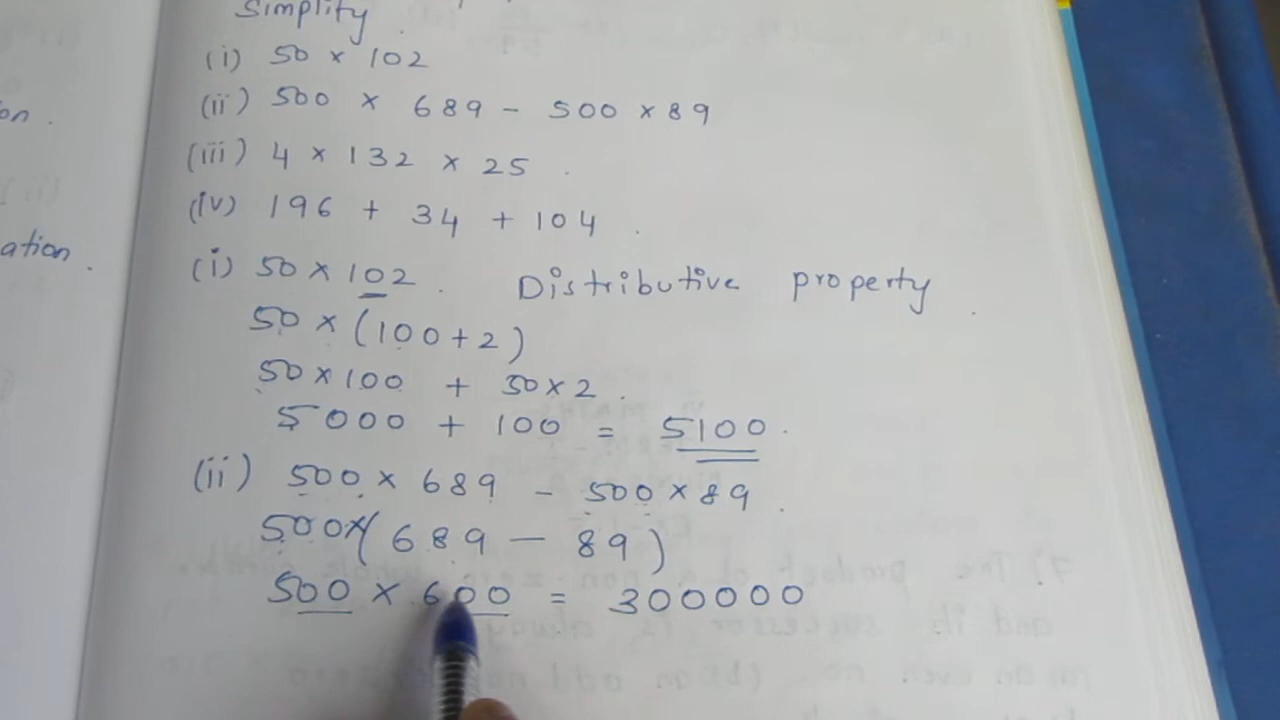 on.
ation.
Simplify.
(i) 50 × 102
(ii) 500 × 689 - 500 × 89
(iii) 4 × 132 × 25.
(iv) 196 + 34 + 104.
(i) 50 × 102. Distributive property.
50 × (100 + 2)
50 × 100 + 50 × 2.
5000 + 100 = 5100.
(ii) 500 × 689 - 500 × 89.
500 × (689 - 89)
500 × 600 = 300000